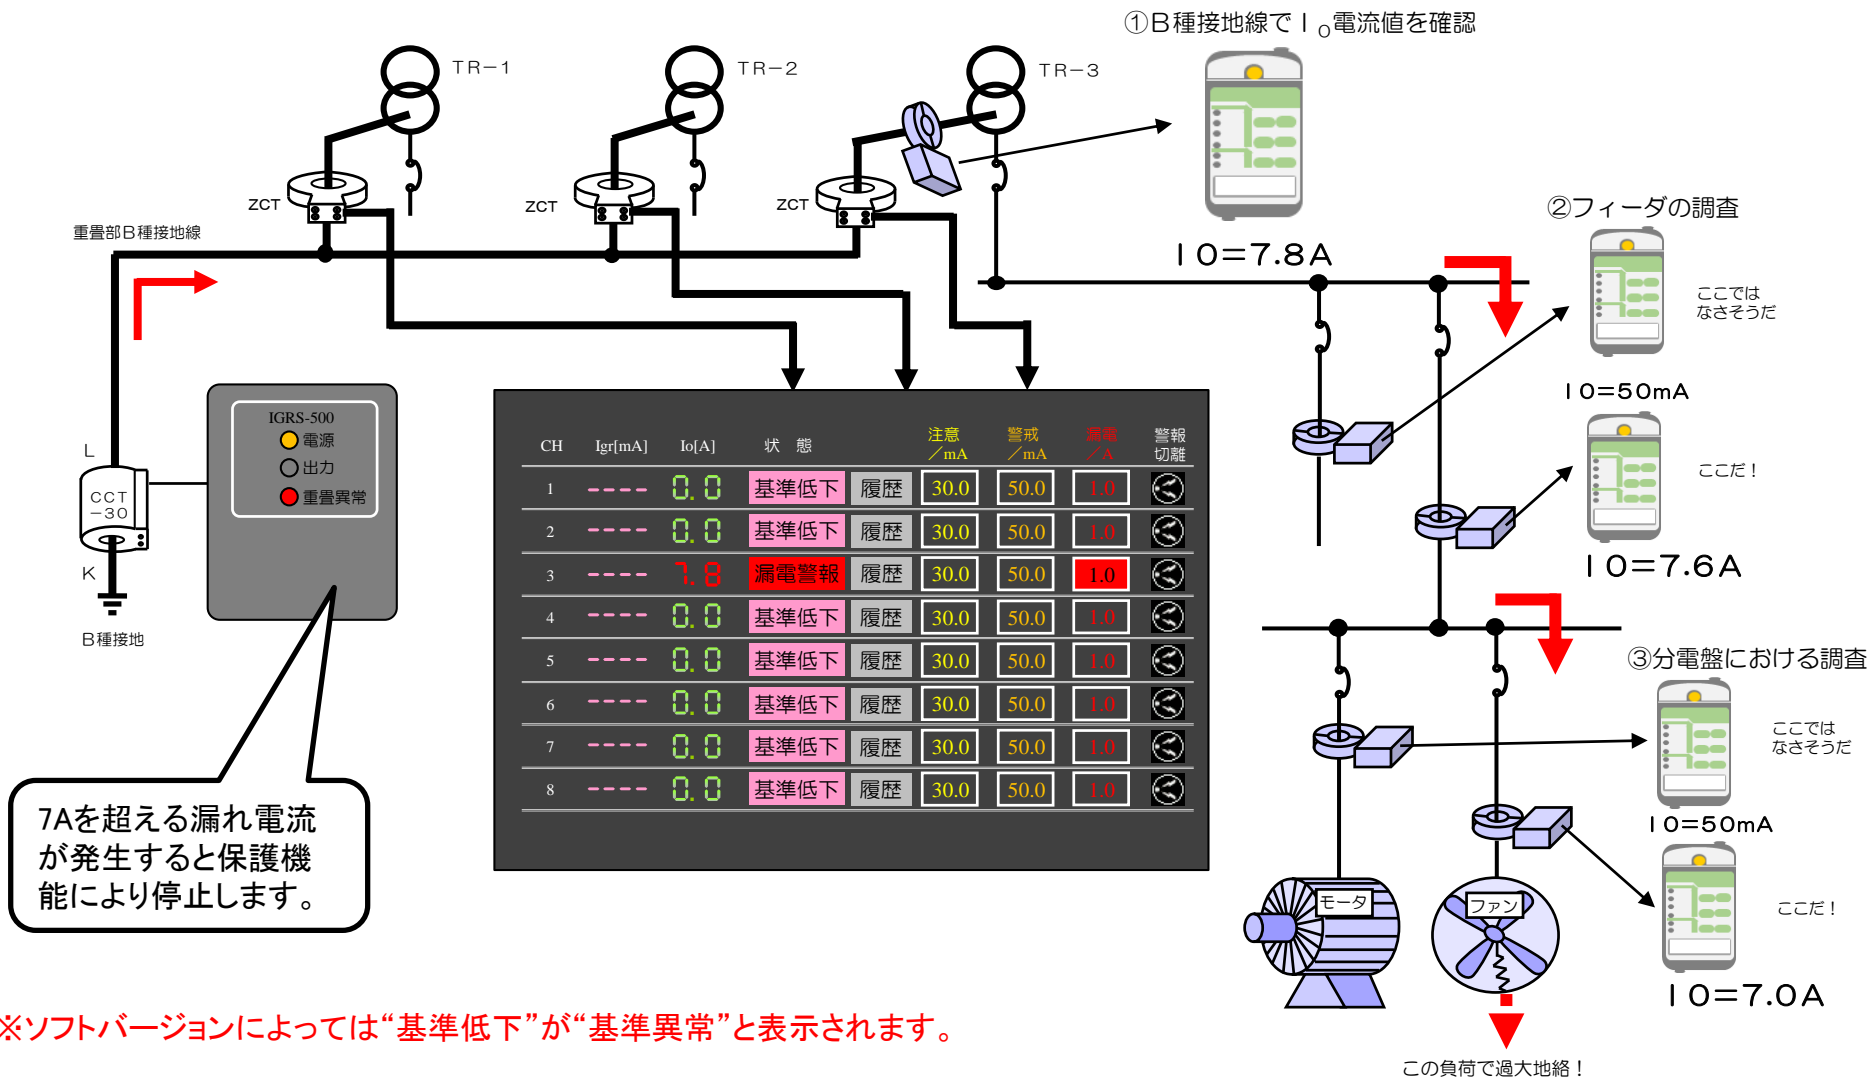 ①B種接地線でI₀電流値を確認
TR−1
TR−2
TR−3
ZCT
ZCT
ZCT
重畳部B種接地線
I0=7.8A
②フィーダの調査
ここでは
なさそうだ
I0=50mA
ここだ！
I0=7.6A
L
CCT
−30
K
B種接地
IGRS-500
電源
出力
重畳異常
CH Igr[mA] Io[A] 状 態 注意／mA 警戒／mA 漏電／A 警報切離
1 ---- 0.0 基準低下 履歴 30.0 50.0 1.0
2 ---- 0.0 基準低下 履歴 30.0 50.0 1.0
3 ---- 7.8 漏電警報 履歴 30.0 50.0 1.0
4 ---- 0.0 基準低下 履歴 30.0 50.0 1.0
5 ---- 0.0 基準低下 履歴 30.0 50.0 1.0
6 ---- 0.0 基準低下 履歴 30.0 50.0 1.0
7 ---- 0.0 基準低下 履歴 30.0 50.0 1.0
8 ---- 0.0 基準低下 履歴 30.0 50.0 1.0
7Aを超える漏れ電流
が発生すると保護機
能により停止します。
③分電盤における調査
ここでは
なさそうだ
I0=50mA
ここだ！
I0=7.0A
モータ
ファン
この負荷で過大地絡！
※ソフトバージョンによっては“基準低下”が“基準異常”と表示されます。